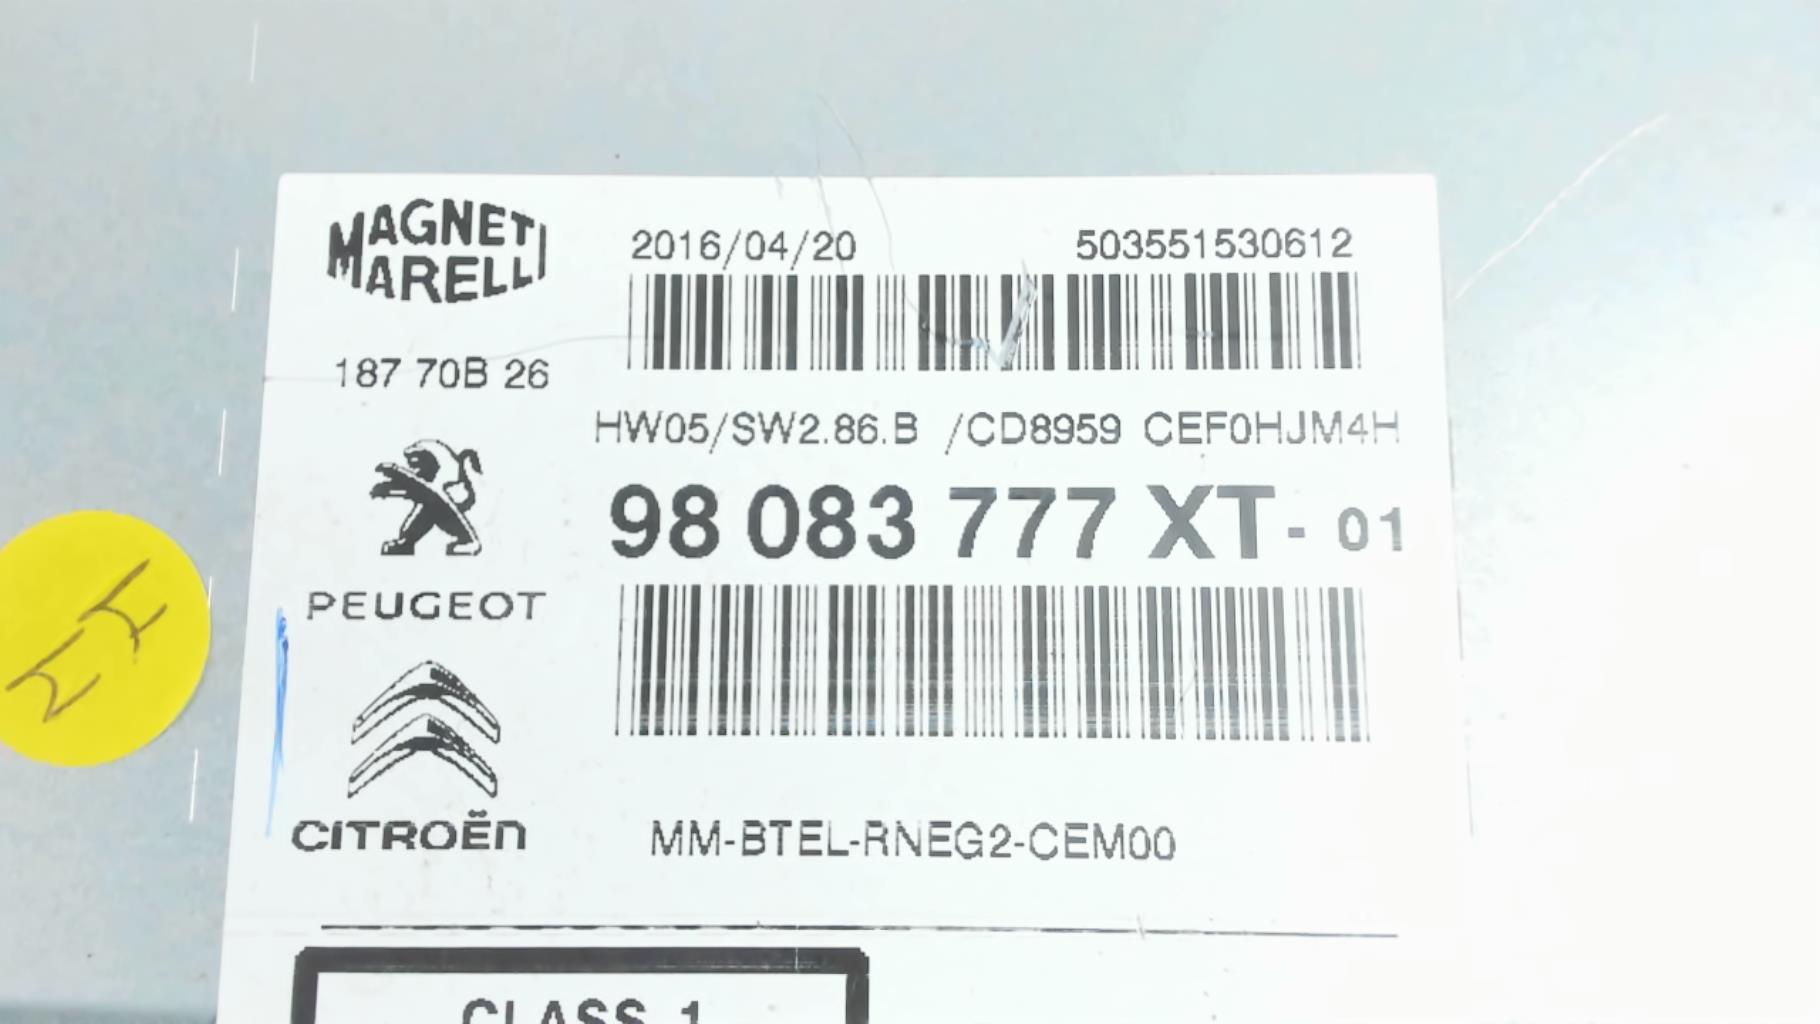 MAGNETI
MARELLI
2016/04/20 503551530612
187 70B 26
HW05/SW2.86.B /CD8959 CEF0HJM4H
98 083 777 XT - 01
PEUGEOT
CITROËn
MM-BTEL-RNEG2-CEM00
CLASS 1